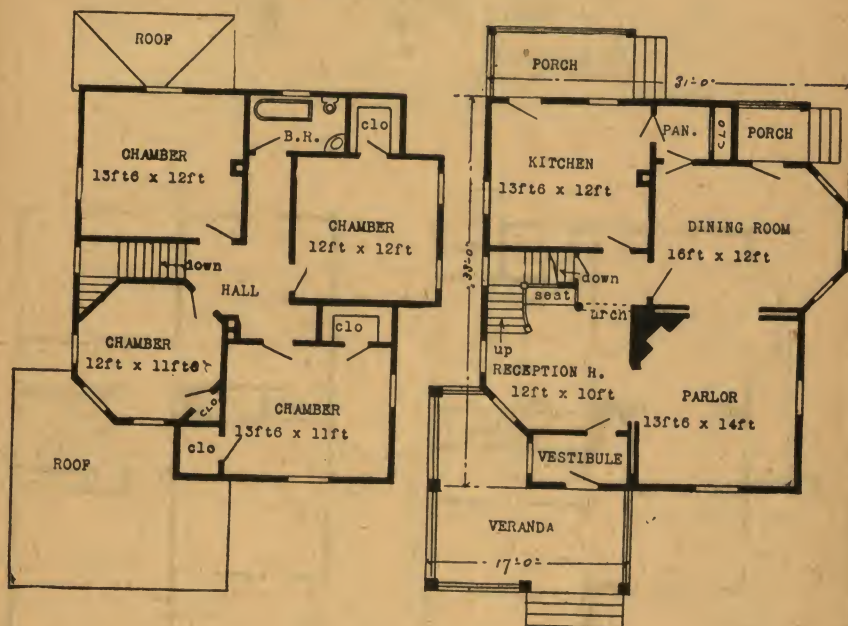 ROOF
CHAMBER
13ft6 x 12ft
B.R.
clo
CHAMBER
12ft x 12ft
down
HALL
clo
CHAMBER
12ft x 11ft6
CLO
clo
CHAMBER
13ft6 x 11ft
ROOF
PORCH
31'-0"
PAN.
CLO
PORCH
KITCHEN
13ft6 x 12ft
DINING ROOM
16ft x 12ft
33'-0"
down
seat
arch
up
RECEPTION H.
12ft x 10ft
PARLOR
13ft6 x 14ft
VESTIBULE
VERANDA
17'-0"